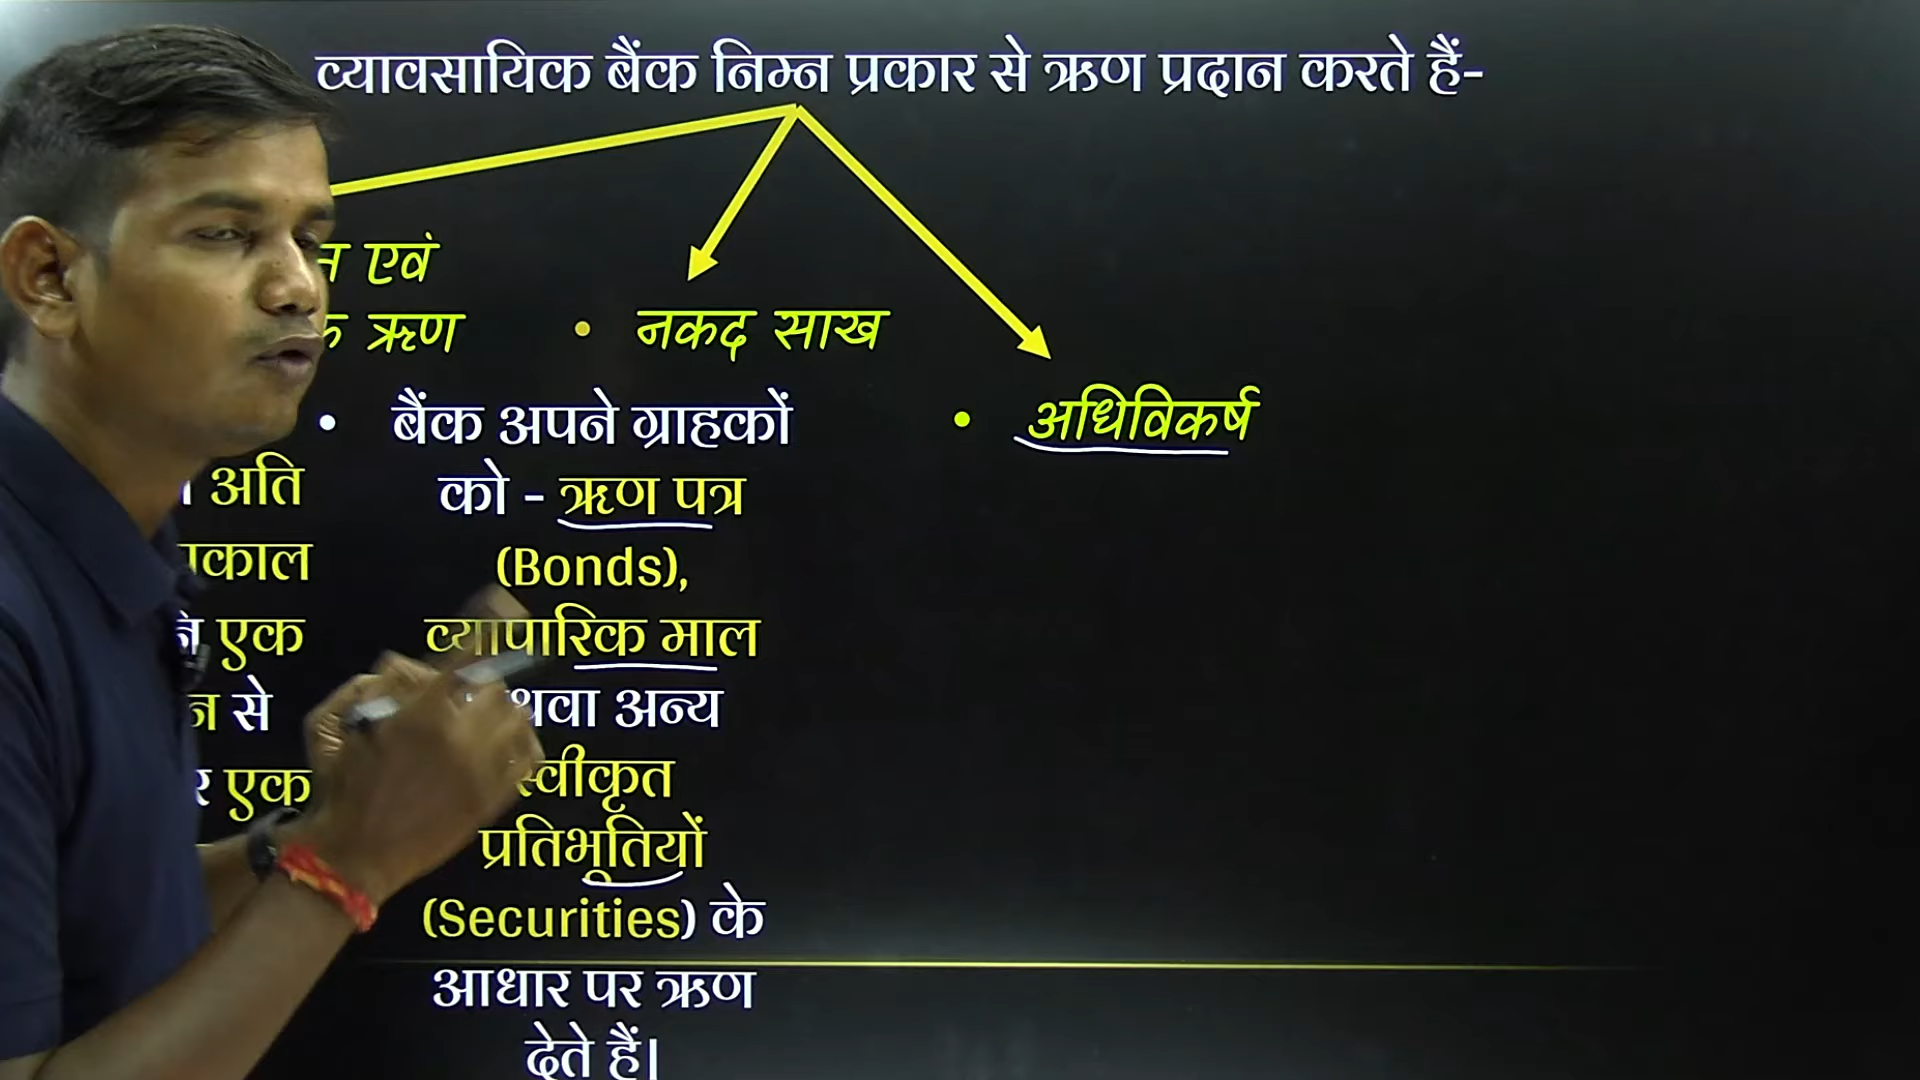 व्यावसायिक बैंक निम्न प्रकार से ऋण प्रदान करते हैं-
एवं
ऋण
अति
एक
से
एक
• नकद साख
• बैंक अपने ग्राहकों
को - ऋण पत्र
(Bonds),
व्यापारिक माल
अन्य
स्वीकृत
प्रतिभूतियों
(Securities) के
आधार पर ऋण
देते हैं।
• अधिविकर्ष